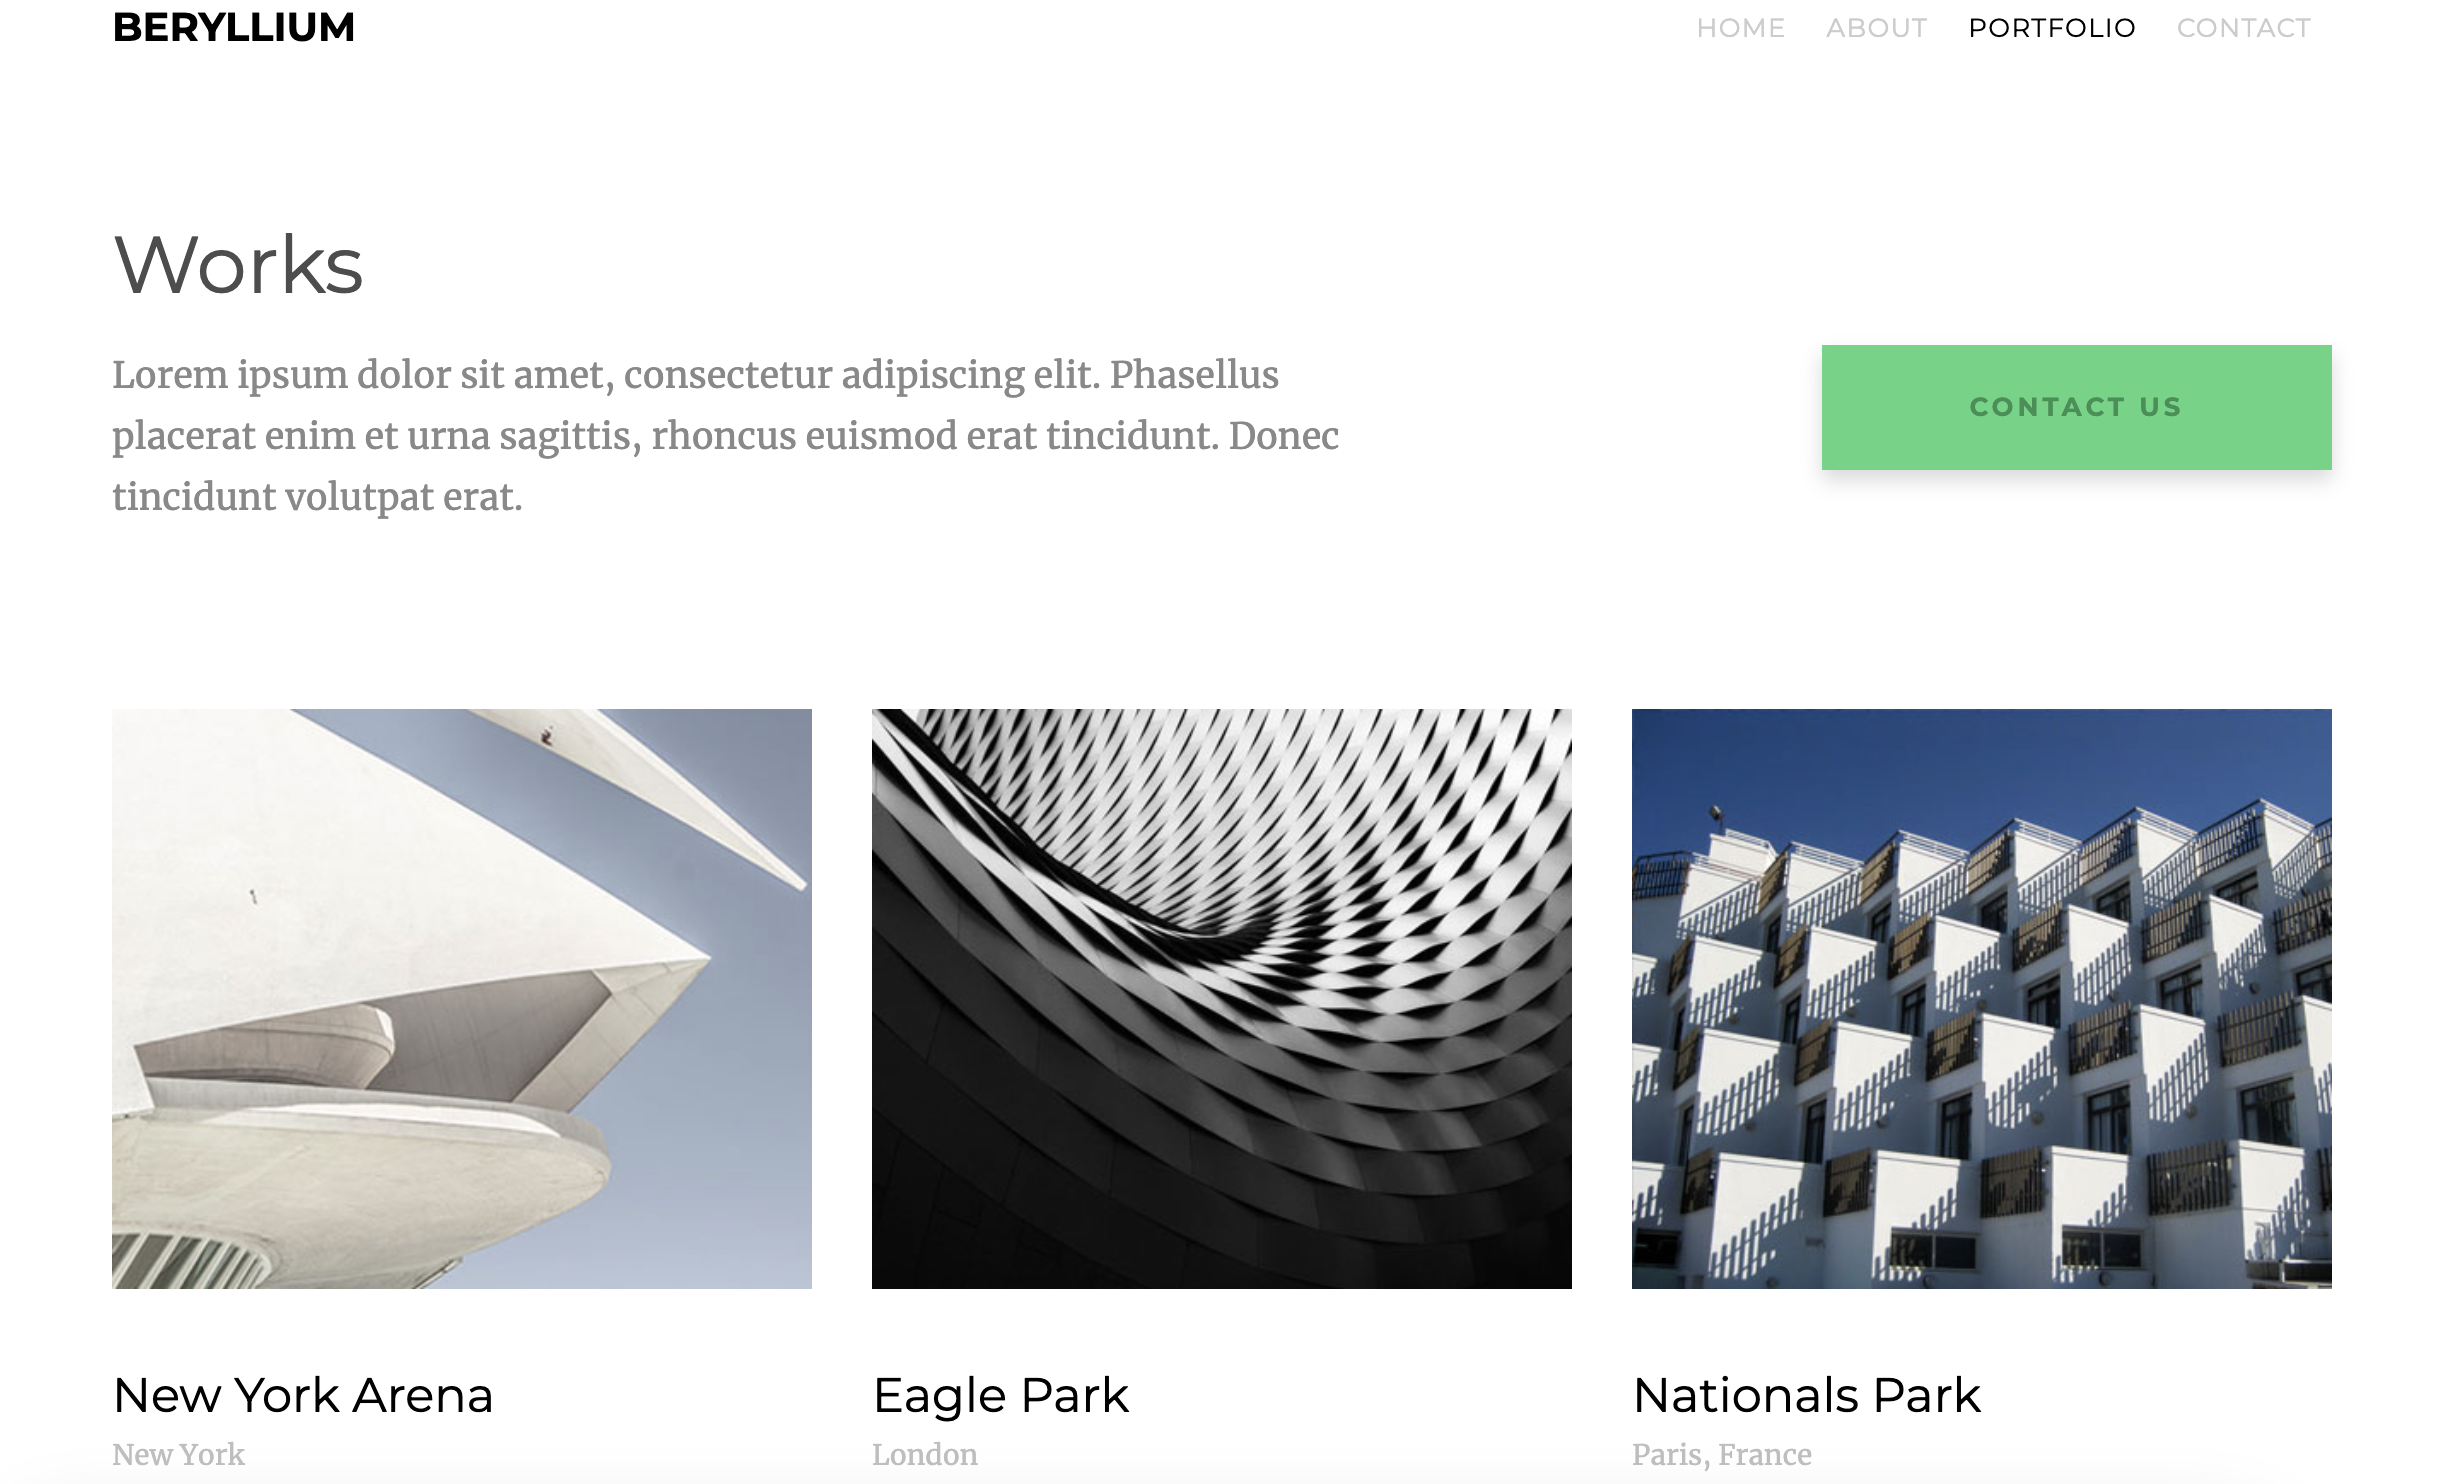 BERYLLIUM
HOME ABOUT PORTFOLIO CONTACT
Works
Lorem ipsum dolor sit amet, consectetur adipiscing elit. Phasellus
placerat enim et urna sagittis, rhoncus euismod erat tincidunt. Donec
tincidunt volutpat erat.
CONTACT US
New York Arena
New York
Eagle Park
London
Nationals Park
Paris, France